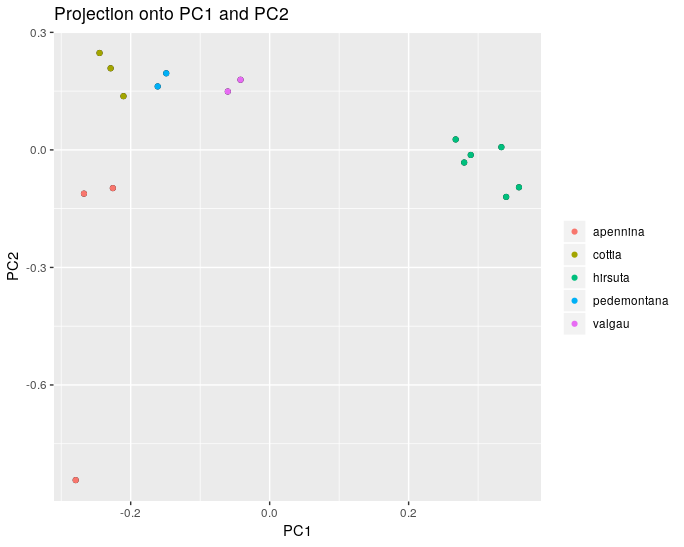 Projection onto PC1 and PC2
0.3
0.0
-0.3
-0.6
PC2
-0.2
0.0
0.2
PC1
apennina
cottia
hirsuta
pedemontana
valgau